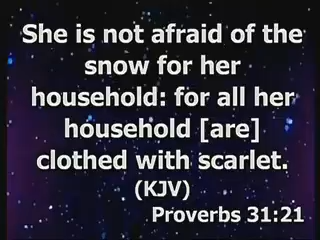 She is not afraid of the
snow for her
household: for all her
household [are]
clothed with scarlet.
(KJV)
Proverbs 31:21